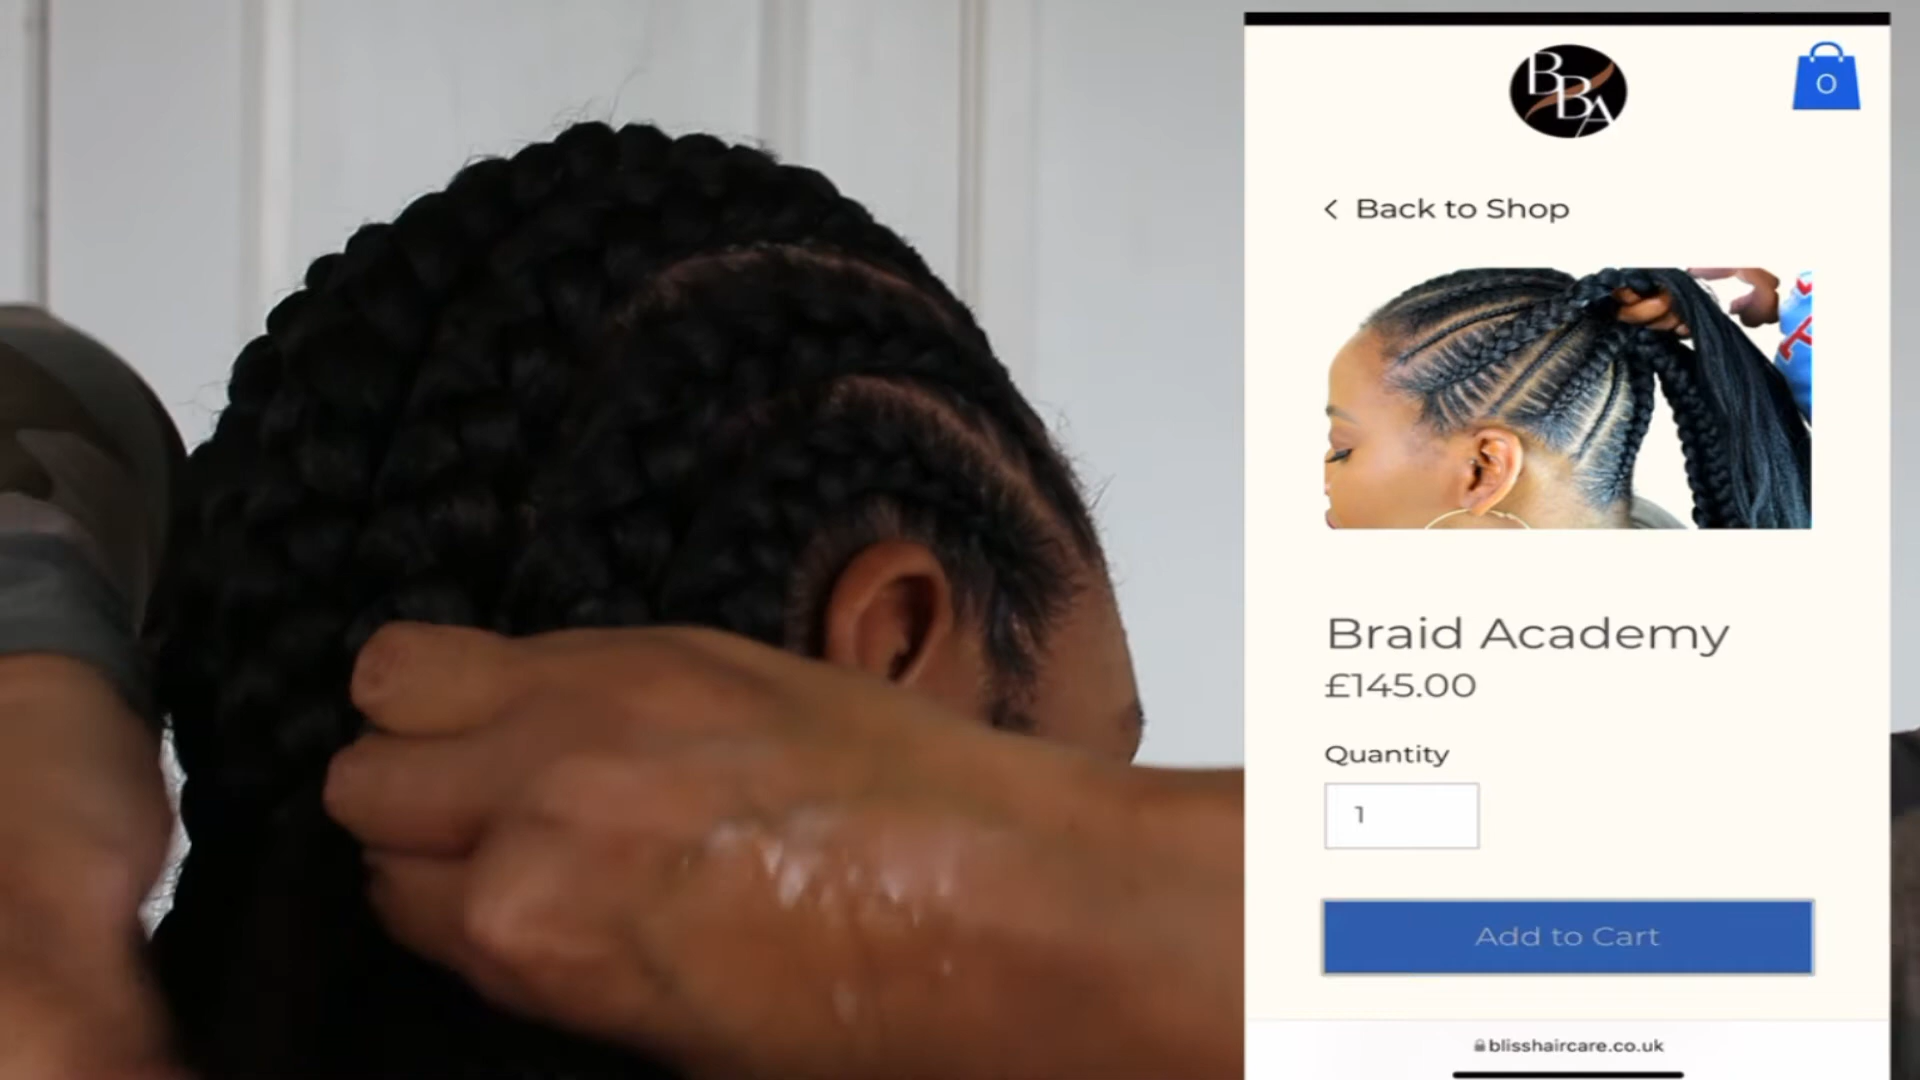 BBA
0
< Back to Shop
Braid Academy
£145.00
Quantity
1
Add to Cart
blisshaircare.co.uk